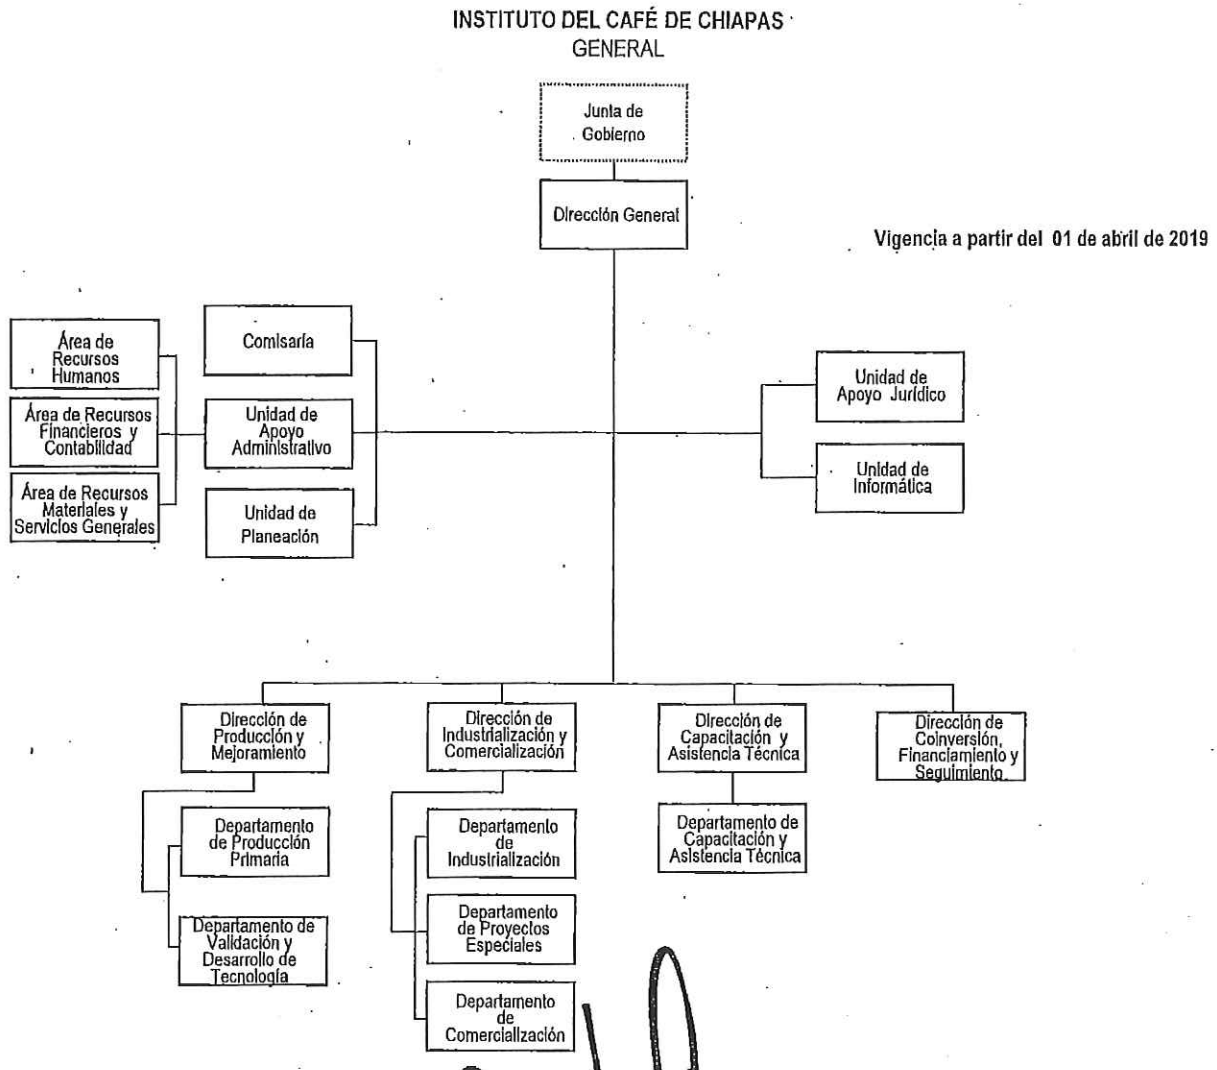 INSTITUTO DEL CAFÉ DE CHIAPAS
GENERAL
Junta de
Gobierno
Dirección General
Vigencia a partir del 01 de abril de 2019
Área de
Recursos
Humanos
Área de Recursos
Financieros y
Contabilidad
Área de Recursos
Materiales y
Servicios Generales
Comisaría
Unidad de
Apoyo
Administrativo
Unidad de
Planeación
Unidad de
Apoyo Jurídico
Unidad de
Informática
Dirección de
Producción y
Mejoramiento
Departamento
de Producción
Primaria
Departamento de
Validación y
Desarrollo de
Tecnología
Dirección de
Industrialización y
Comercialización
Departamento
de
Industrialización
Departamento
de Proyectos
Especiales
Departamento
de
Comercialización
Dirección de
Capacitación y
Asistencia Técnica
Departamento de
Capacitación y
Asistencia Técnica
Dirección de
Coinversión,
Financiamiento y
Seguimiento